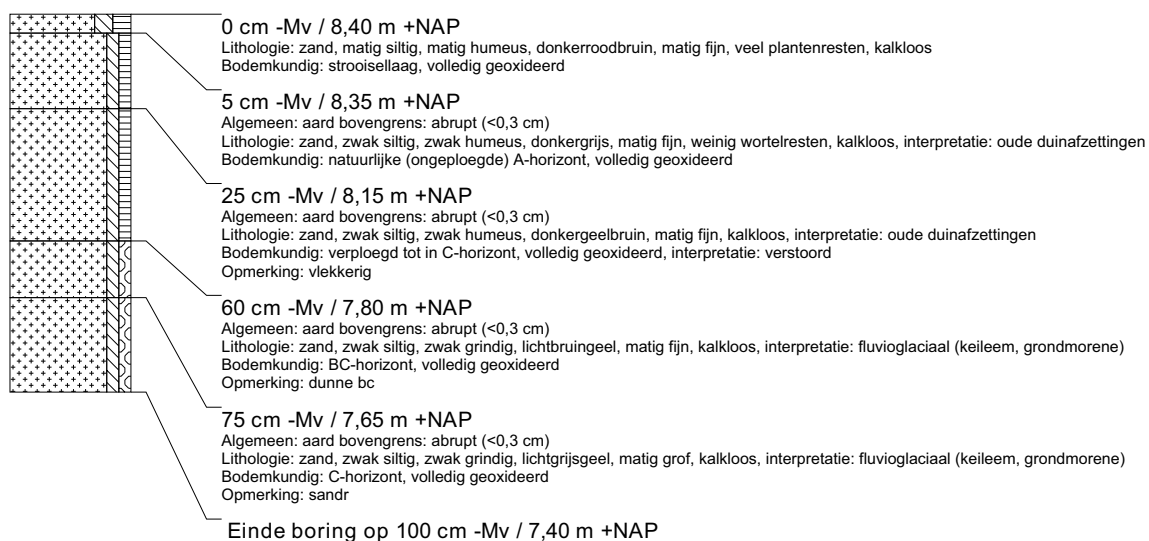 0 cm -Mv / 8,40 m +NAP
Lithologie: zand, matig siltig, matig humeus, donkerroodbruin, matig fijn, veel plantenresten, kalkloos
Bodemkundig: strooisellaag, volledig geoxideerd
5 cm -Mv / 8,35 m +NAP
Algemeen: aard bovengrens: abrupt (<0,3 cm)
Lithologie: zand, zwak siltig, zwak humeus, donkergrijs, matig fijn, weinig wortelresten, kalkloos, interpretatie: oude duinafzettingen
Bodemkundig: natuurlijke (ongeploegde) A-horizont, volledig geoxideerd
25 cm -Mv / 8,15 m +NAP
Algemeen: aard bovengrens: abrupt (<0,3 cm)
Lithologie: zand, zwak siltig, zwak humeus, donkergeelbruin, matig fijn, kalkloos, interpretatie: oude duinafzettingen
Bodemkundig: verploegd tot in C-horizont, volledig geoxideerd, interpretatie: verstoord
Opmerking: vlekkerig
60 cm -Mv / 7,80 m +NAP
Algemeen: aard bovengrens: abrupt (<0,3 cm)
Lithologie: zand, zwak siltig, zwak grindig, lichtbruingeel, matig fijn, kalkloos, interpretatie: fluvioglaciaal (keileem, grondmorene)
Bodemkundig: BC-horizont, volledig geoxideerd
Opmerking: dunne bc
75 cm -Mv / 7,65 m +NAP
Algemeen: aard bovengrens: abrupt (<0,3 cm)
Lithologie: zand, zwak siltig, zwak grindig, lichtgrijsgeel, matig grof, kalkloos, interpretatie: fluvioglaciaal (keileem, grondmorene)
Bodemkundig: C-horizont, volledig geoxideerd
Opmerking: sandr
Einde boring op 100 cm -Mv / 7,40 m +NAP